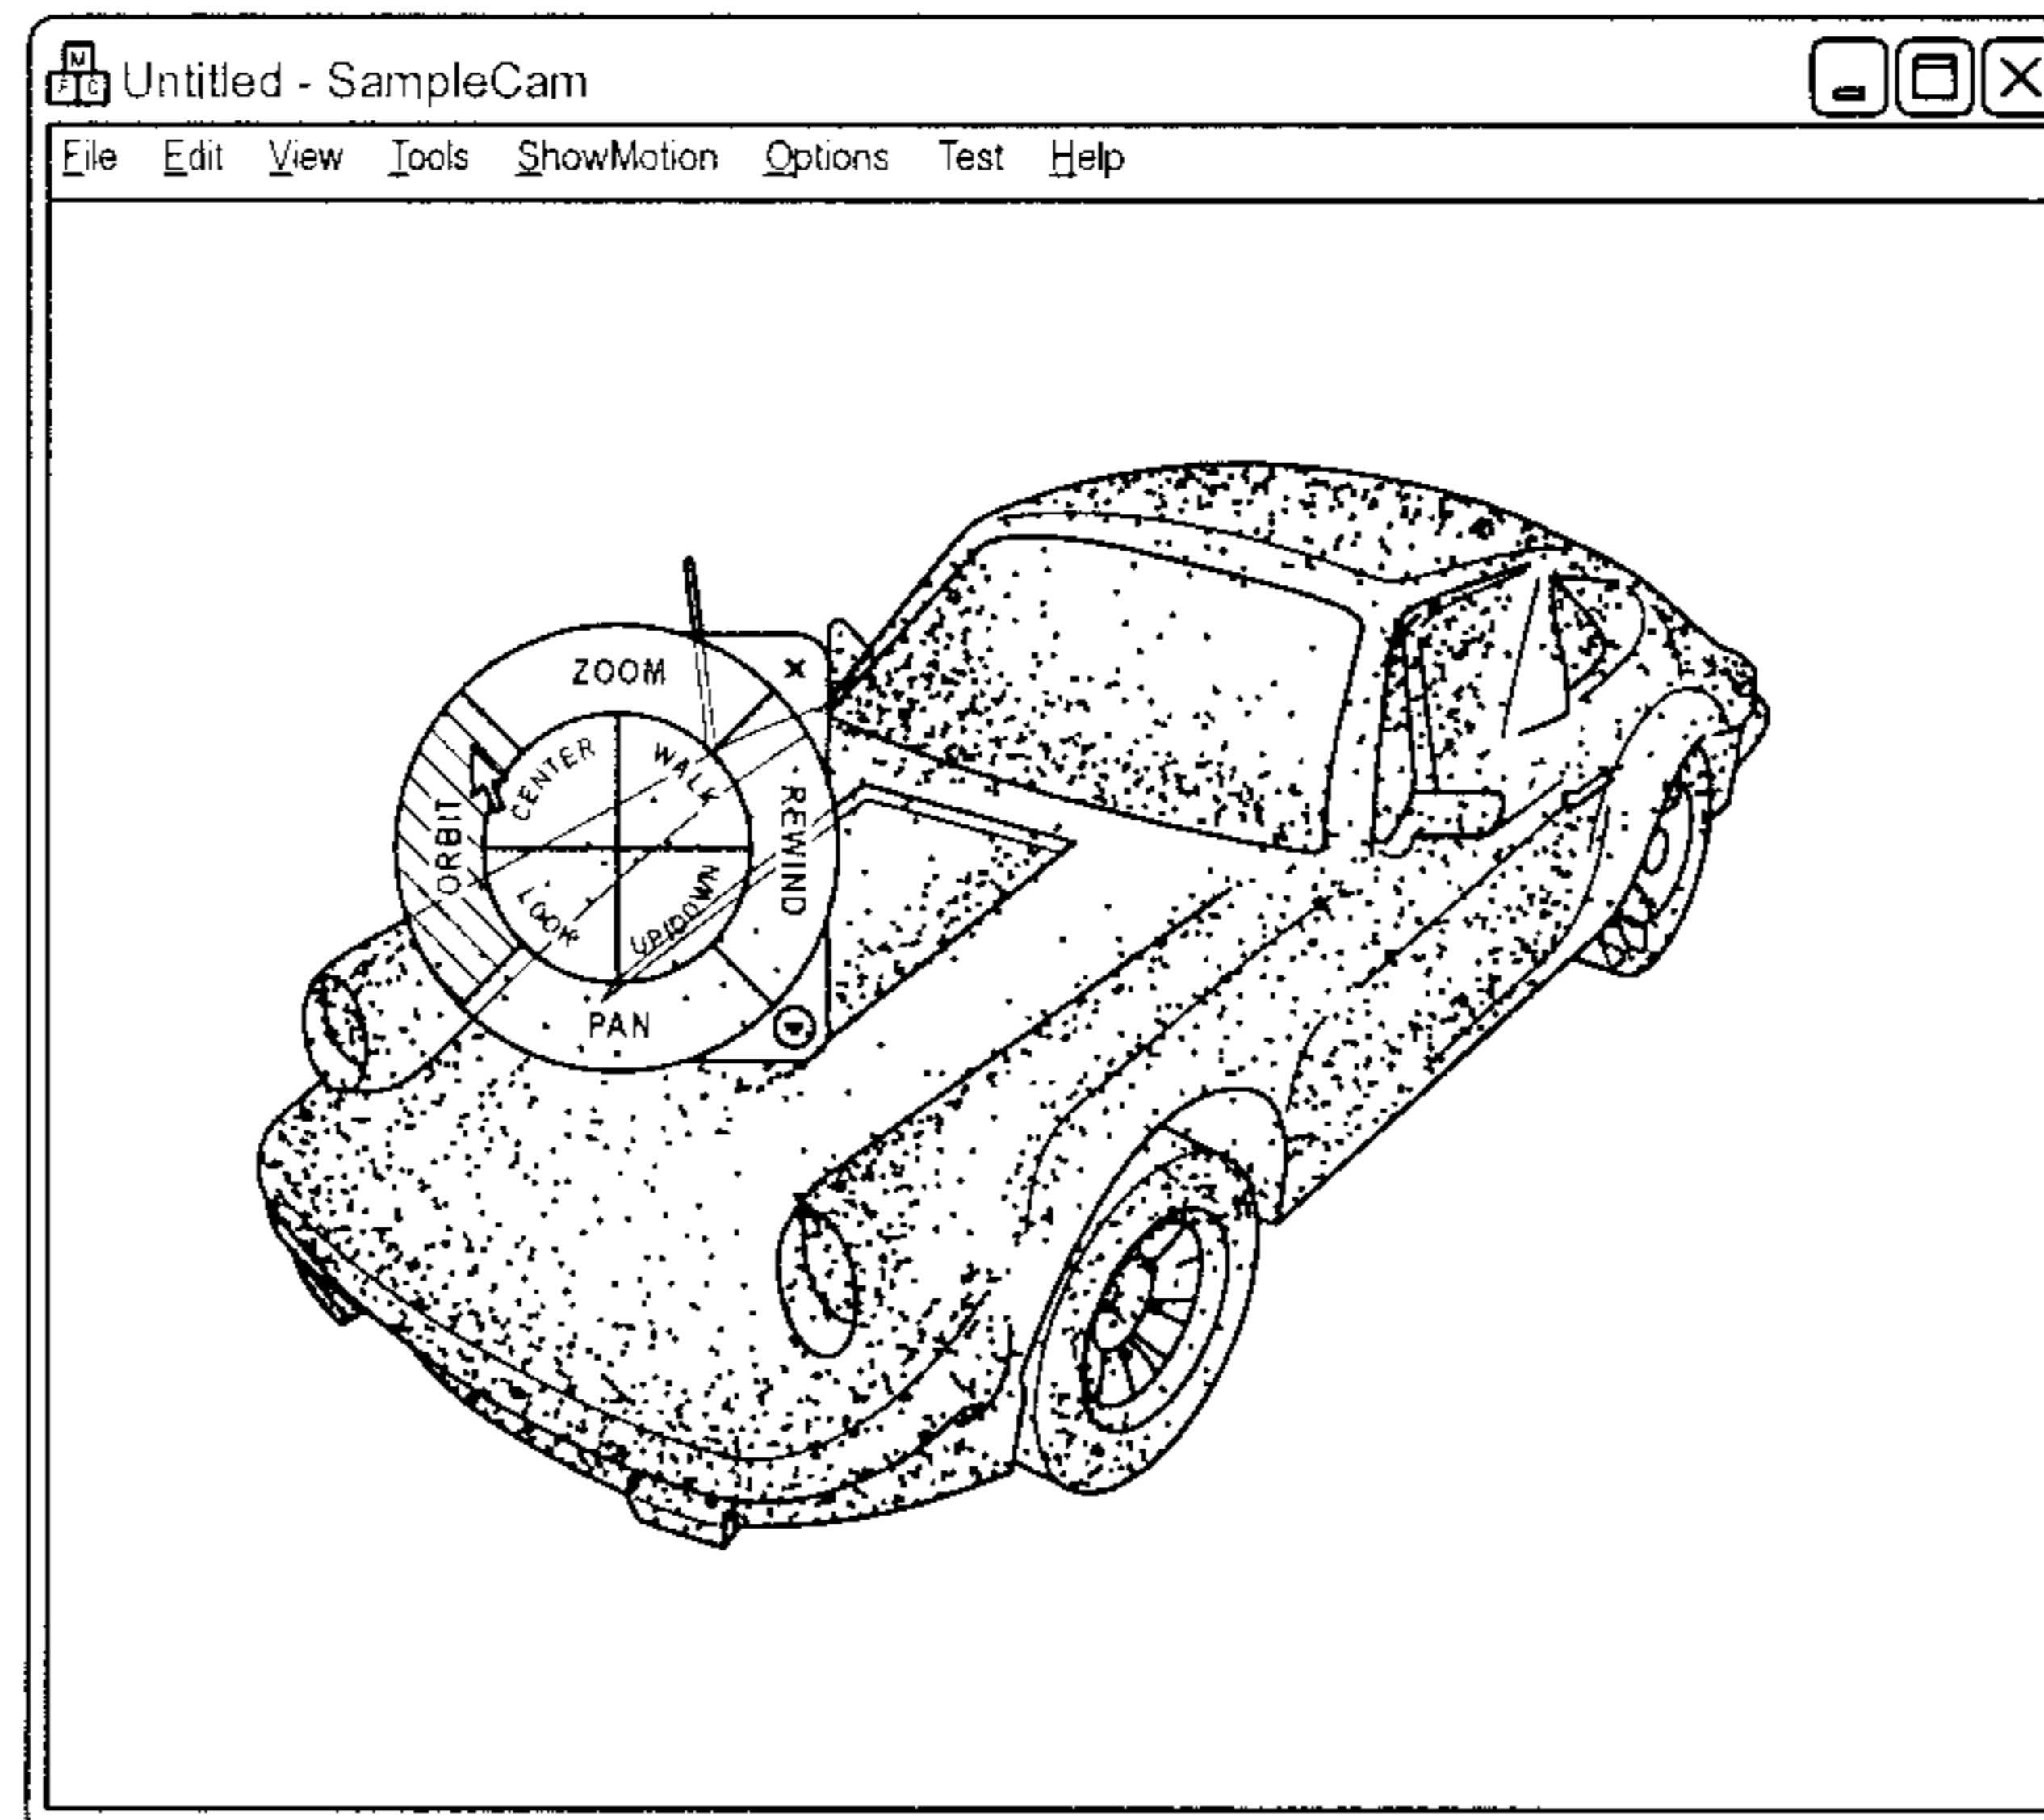 M
F C Untitled - SampleCam
File Edit View Tools ShowMotion Options Test Help
ZOOM
CENTER WALK
ORBIT REWIND
LOOK UP/DOWN
PAN